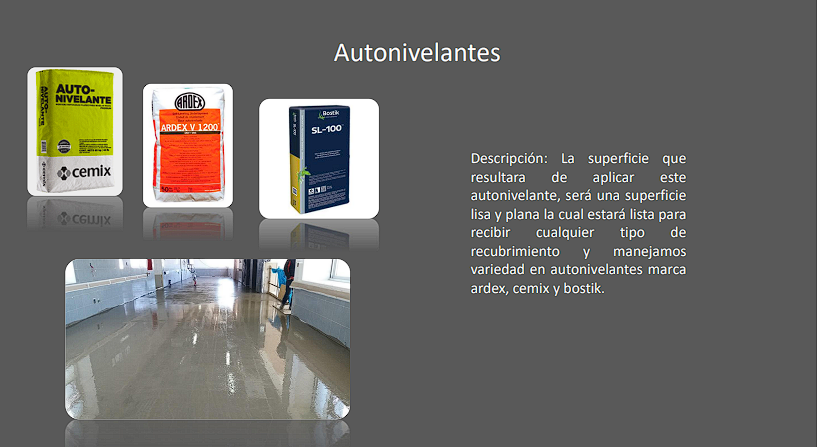 Autonivelantes
AUTO-
NIVELANTE
cemix
ARDEX
ARDEX V 1200
Bostik
SL-100
Descripción: La superficie que
resultara de aplicar este
autonivelante, será una superficie
lisa y plana la cual estará lista para
recibir cualquier tipo de
recubrimiento y manejamos
variedad en autonivelantes marca
ardex, cemix y bostik.